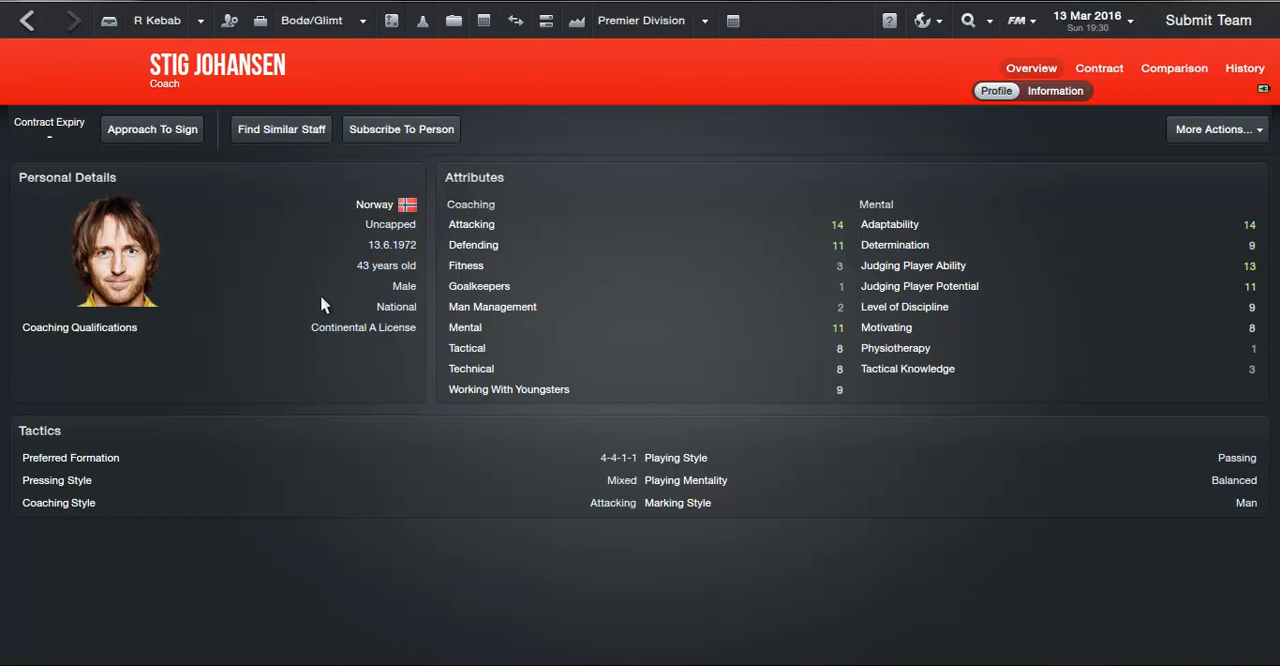 R Kebab
Bodø/Glimt
Premier Division
?
FM
13 Mar 2016
Sun 19:30
Submit Team
STIG JOHANSEN
Coach
Overview
Contract
Comparison
History
Profile
Information
Contract Expiry
-
Approach To Sign
Find Similar Staff
Subscribe To Person
More Actions...
Personal Details
Norway
Uncapped
13.6.1972
43 years old
Male
National
Coaching Qualifications Continental A License
Attributes
Coaching
Attacking 14
Defending 11
Fitness 3
Goalkeepers 1
Man Management 2
Mental 11
Tactical 8
Technical 8
Working With Youngsters 9
Mental
Adaptability 14
Determination 9
Judging Player Ability 13
Judging Player Potential 11
Level of Discipline 9
Motivating 8
Physiotherapy 1
Tactical Knowledge 3
Tactics
Preferred Formation 4-4-1-1 Playing Style Passing
Pressing Style Mixed Playing Mentality Balanced
Coaching Style Attacking Marking Style Man